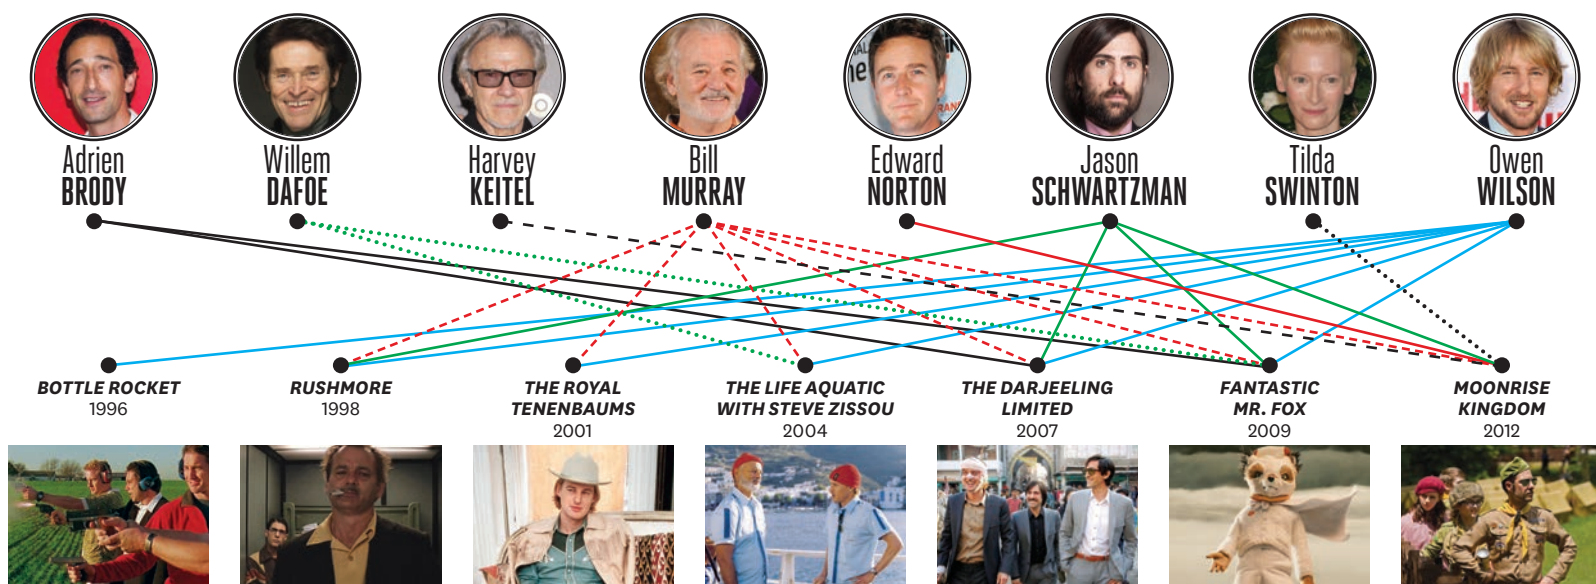 Adrien
BRODY
Willem
DAFOE
Harvey
KEITEL
Bill
MURRAY
Edward
NORTON
Jason
SCHWARTZMAN
Tilda
SWINTON
Owen
WILSON
BOTTLE ROCKET
1996
RUSHMORE
1998
THE ROYAL
TENENBAUMS
2001
THE LIFE AQUATIC
WITH STEVE ZISSOU
2004
THE DARJEELING
LIMITED
2007
FANTASTIC
MR. FOX
2009
MOONRISE
KINGDOM
2012